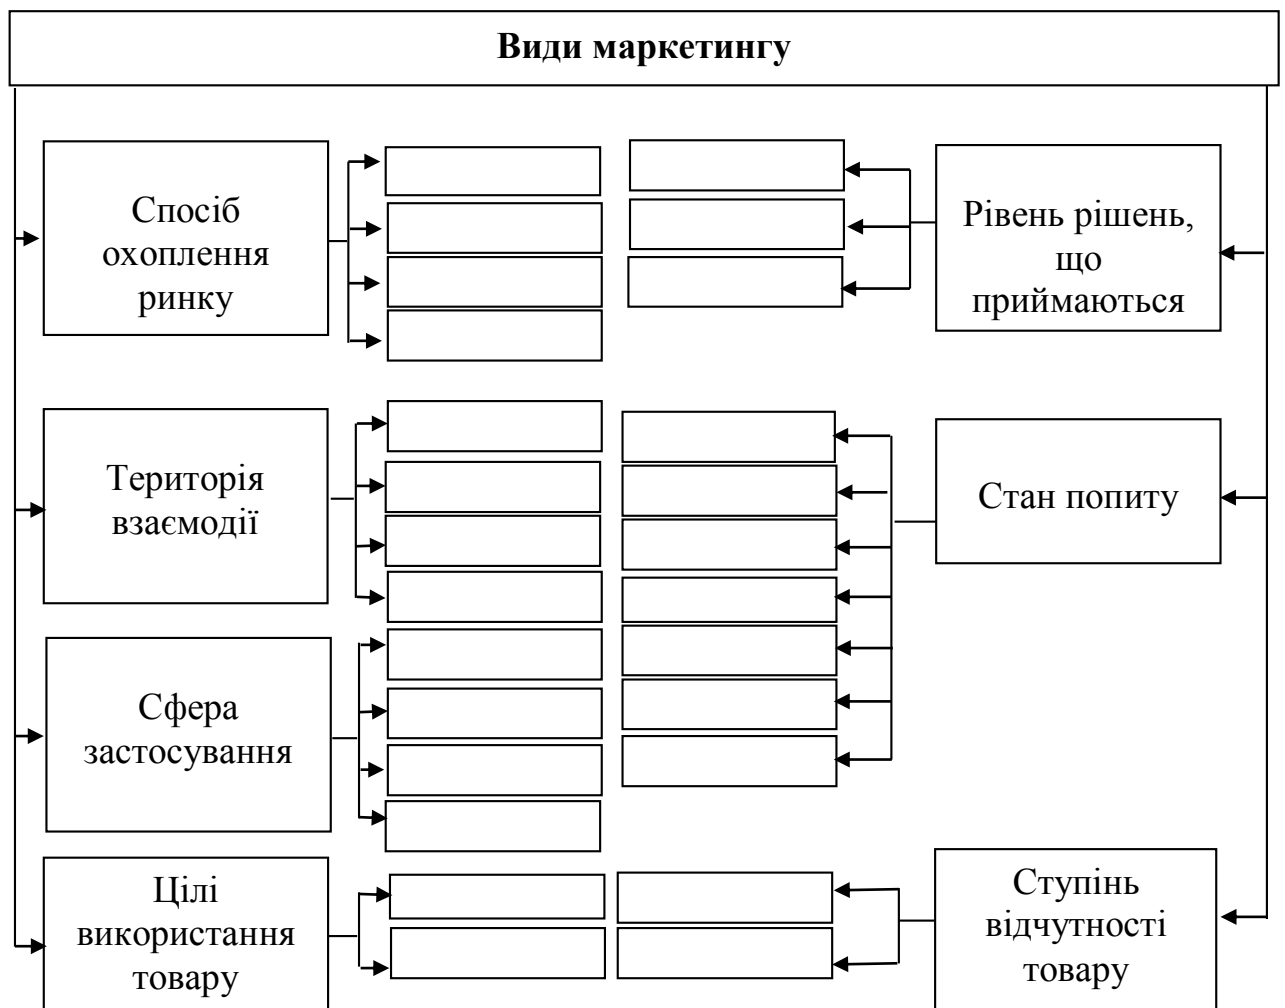 Види маркетингу
Спосіб
охоплення
ринку
Рівень рішень,
що
приймаються
Територія
взаємодії
Стан попиту
Сфера
застосування
Цілі
використання
товару
Ступінь
відчутності
товару